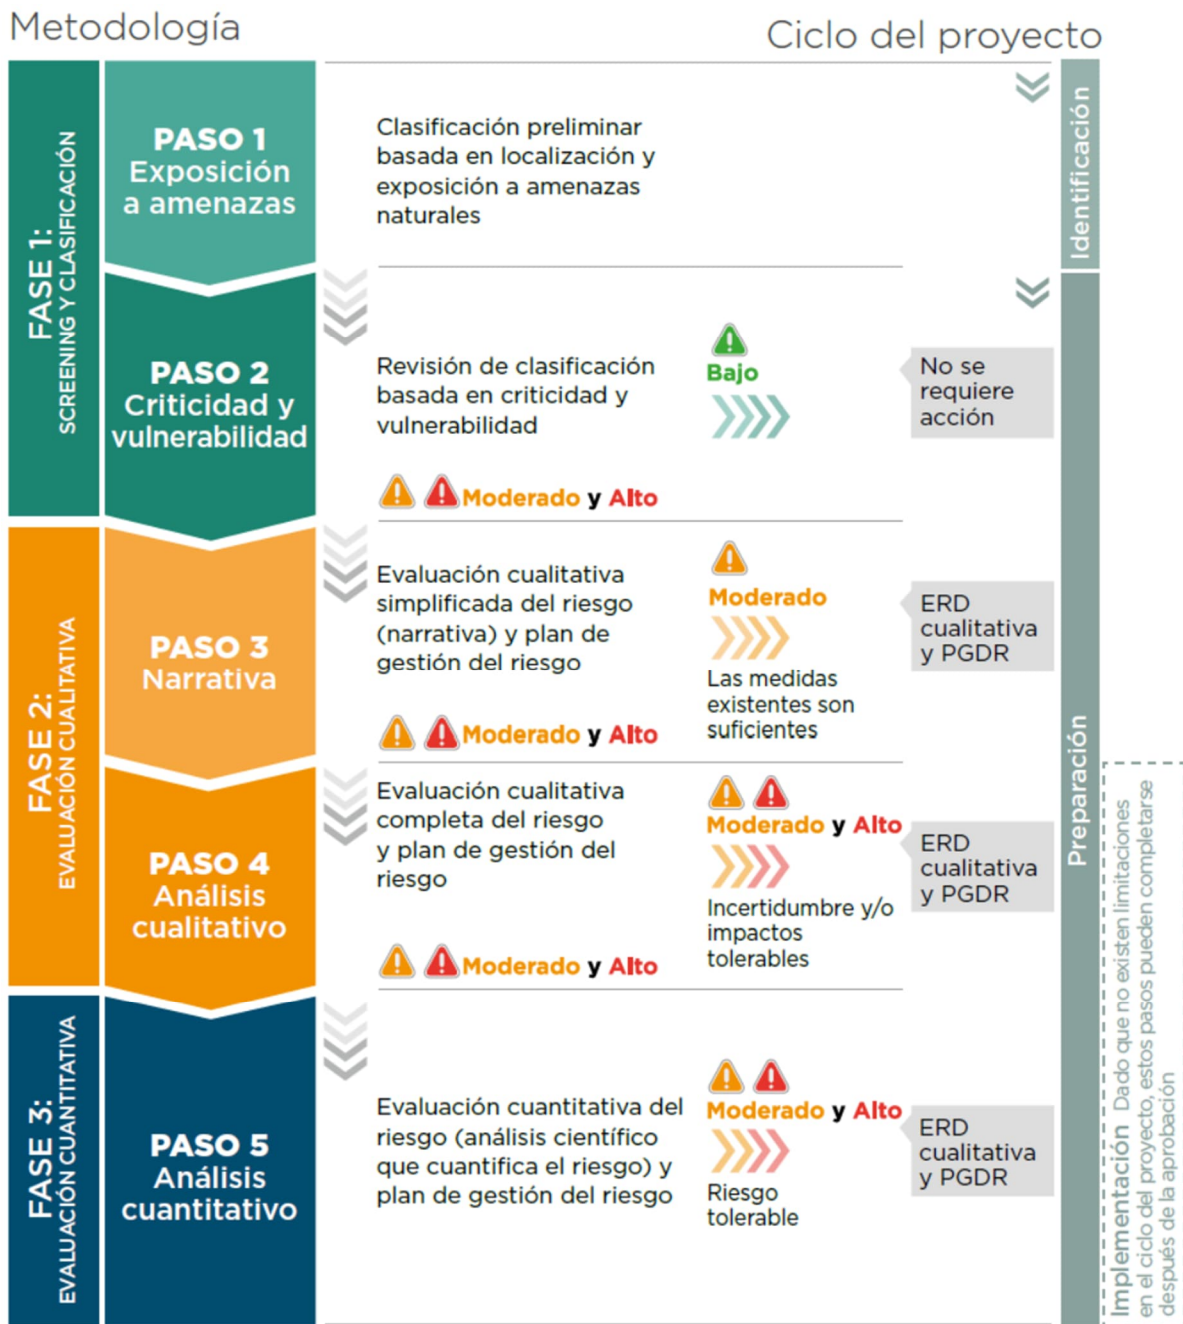 Metodología
Ciclo del proyecto
FASE 1:
SCREENING Y CLASIFICACIÓN
PASO 1
Exposición
a amenazas
Clasificación preliminar
basada en localización y
exposición a amenazas
naturales
Identificación
PASO 2
Criticidad y
vulnerabilidad
Revisión de clasificación
basada en criticidad y
vulnerabilidad
Bajo
No se
requiere
acción
Moderado y Alto
FASE 2:
EVALUACIÓN CUALITATIVA
PASO 3
Narrativa
Evaluación cualitativa
simplificada del riesgo
(narrativa) y plan de
gestión del riesgo
Moderado
Las medidas
existentes son
suficientes
ERD
cualitativa
y PGDR
Moderado y Alto
Preparación
PASO 4
Análisis
cualitativo
Evaluación cualitativa
completa del riesgo
y plan de gestión del
riesgo
Moderado y Alto
Incertidumbre y/o
impactos
tolerables
ERD
cualitativa
y PGDR
Moderado y Alto
FASE 3:
EVALUACIÓN CUANTITATIVA
PASO 5
Análisis
cuantitativo
Evaluación cuantitativa del
riesgo (análisis científico
que cuantifica el riesgo) y
plan de gestión del riesgo
Moderado y Alto
Riesgo
tolerable
ERD
cualitativa
y PGDR
Implementación Dado que no existen limitaciones
en el ciclo del proyecto, estos pasos pueden completarse
después de la aprobación